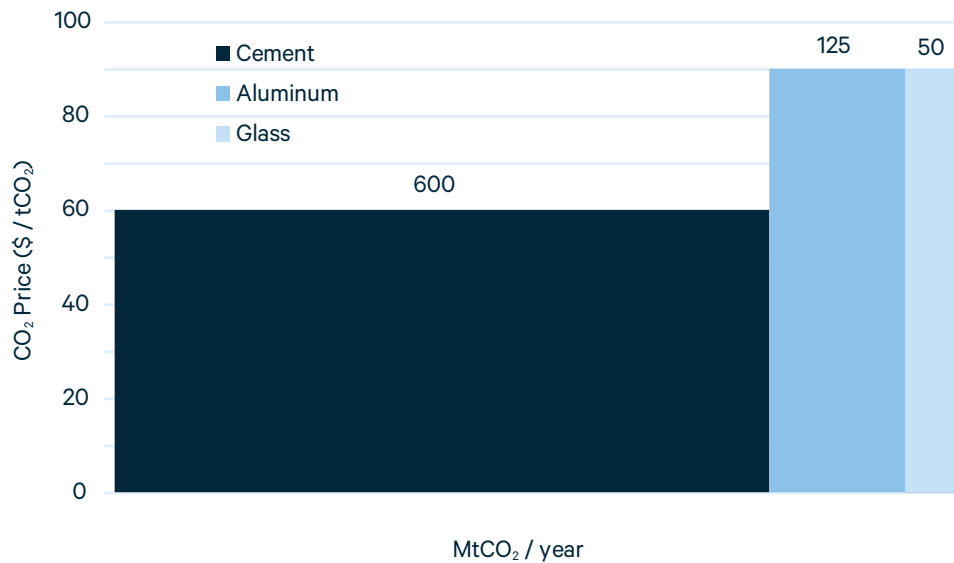 100
80
60
40
20
0
CO₂ Price ($ / tCO₂)
Cement
Aluminum
Glass
600
125
50
MtCO₂ / year